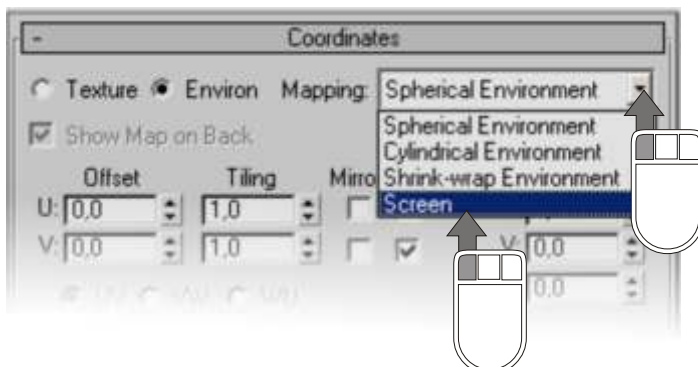 - Coordinates
Texture Environ Mapping: Spherical Environment
Spherical Environment
Show Map on Back
Cylindrical Environment
Offset Tiling Mirro Shrink-wrap Environment
U: 0,0 1,0 Screen
V: 0,0 1,0 V: 0,0
0,0